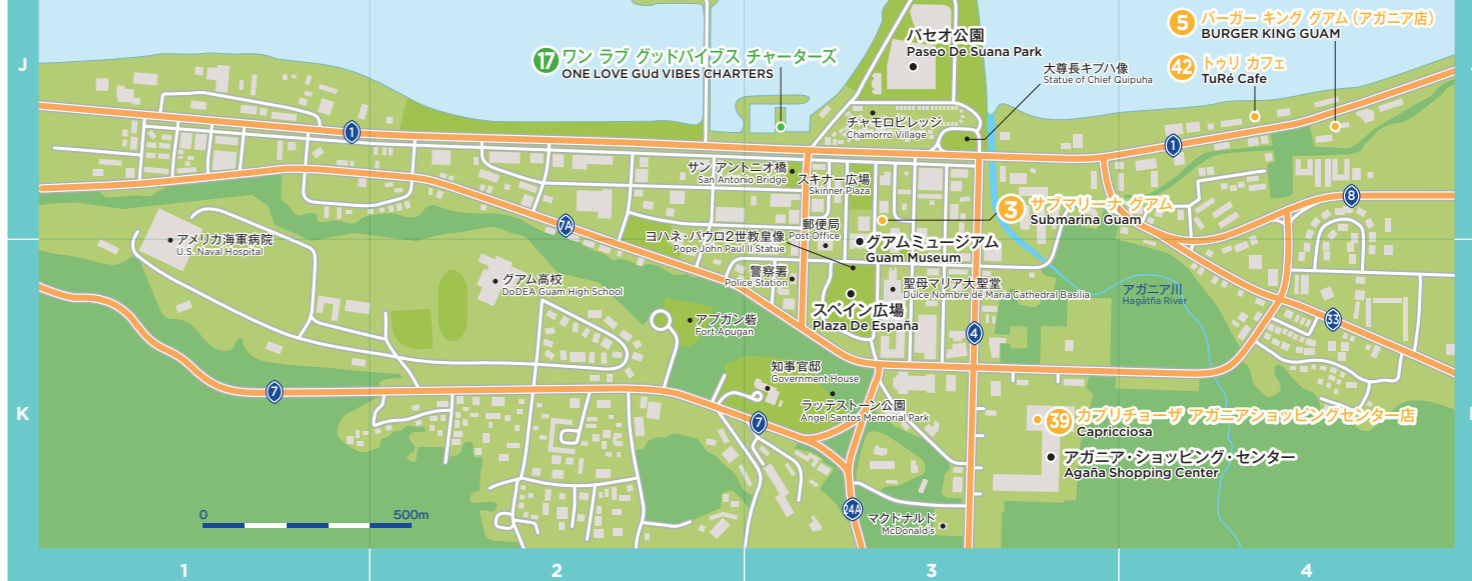 J
17 ワン ラブ グッドバイブス チャーターズ
ONE LOVE GUd VIBES CHARTERS
パセオ公園
Paseo De Suana Park
5 バーガー キング グアム(アガニア店)
BURGER KING GUAM
42 トゥリ カフェ
TuRé Cafe
大尊長キプハ像
Statue of Chief Quipuha
チャモロビレッジ
Chamorro Village
1
1
サン アントニオ橋
San Antonio Bridge
スキナー広場
Skinner Plaza
3 サブマリーナ グアム
Submarina Guam
8
7A
郵便局
Post Office
ヨハネ・パウロ2世教皇像
Pope John Paul II Statue
グアムミュージアム
Guam Museum
アメリカ海軍病院
U.S. Naval Hospital
グアム高校
DoDEA Guam High School
警察署
Police Station
聖母マリア大聖堂
Dulce Nombre de Maria Cathedral Basilia
アガニア川
Hagåtña River
スペイン広場
Plaza De España
アプガン砦
Fort Apugan
4
33
知事官邸
Government House
7
ラッテストーン公園
Angel Santos Memorial Park
K
7
39 カプリチョーザ アガニアショッピングセンター店
Capricciosa
アガニア・ショッピング・センター
Agaña Shopping Center
24A
マクドナルド
McDonald's
0 500m
1 2 3 4